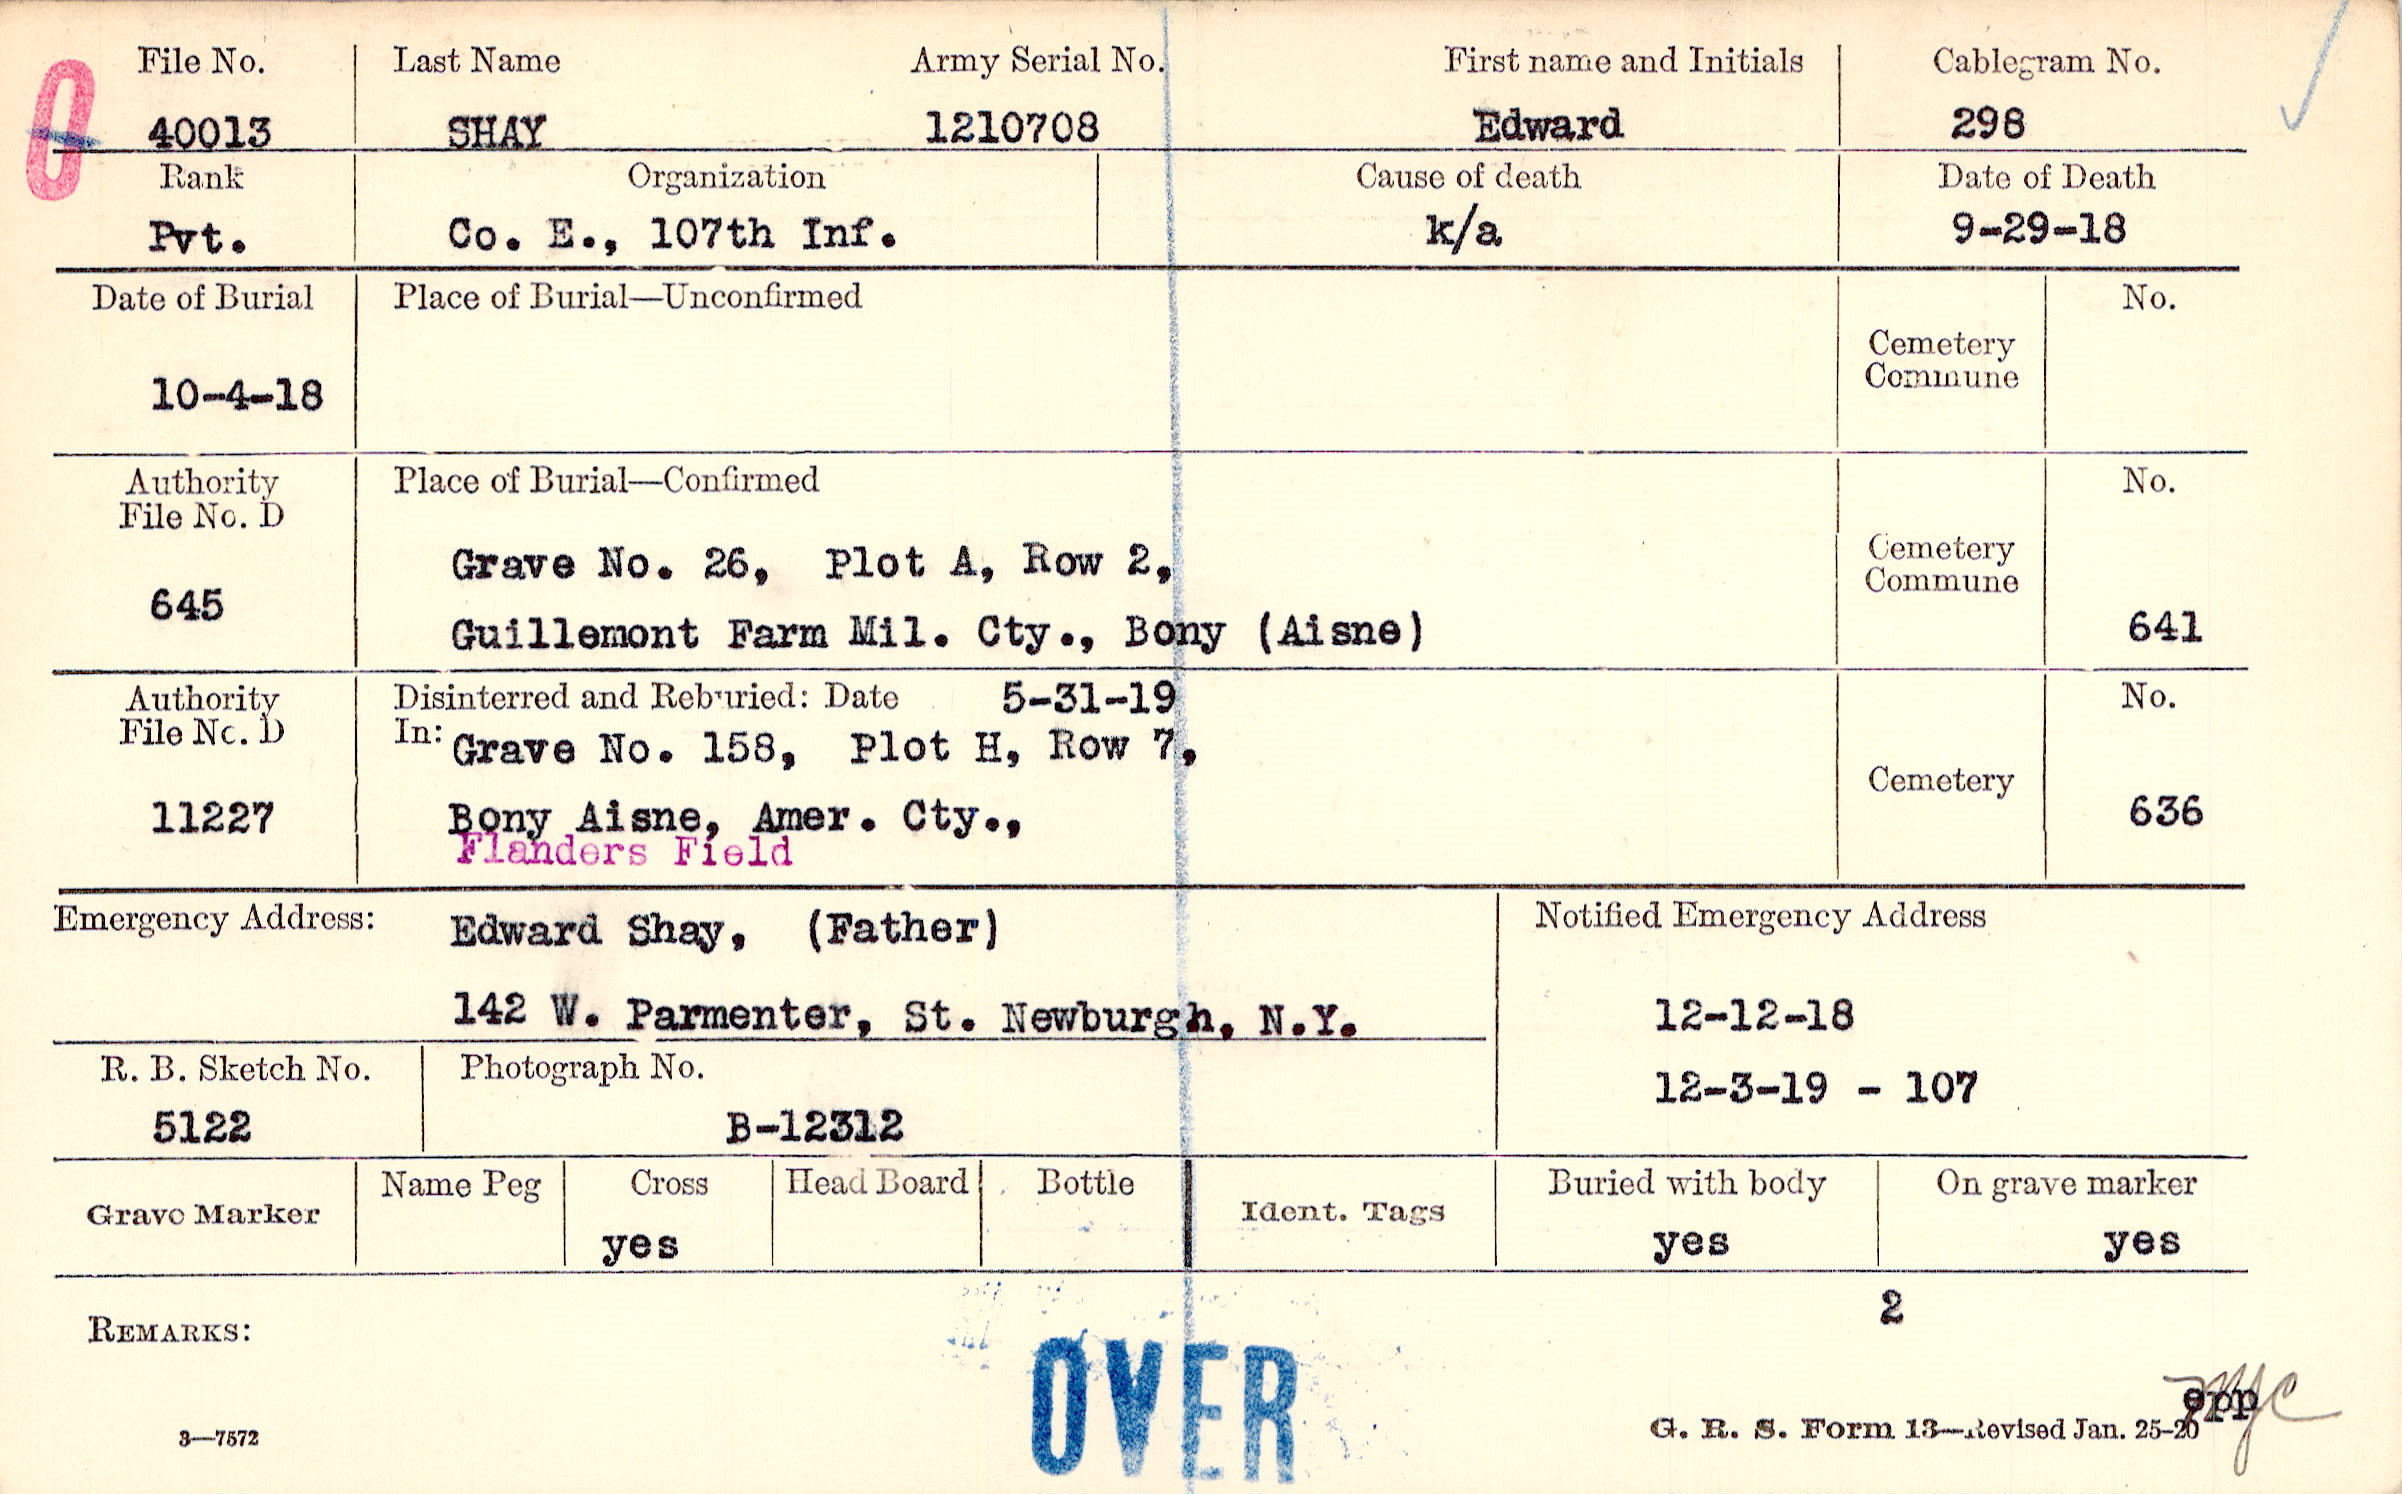 File No. Last Name Army Serial No. First name and Initials Cablegram No.
40013 SHAY 1210708 Edward 298
Rank Organization Cause of death Date of Death
Pvt. Co. E., 107th Inf. k/a 9-29-18
Date of Burial Place of Burial—Unconfirmed No.
Cemetery
Commune
10-4-18
Authority Place of Burial—Confirmed No.
File No. D
Cemetery
Grave No. 26, Plot A, Row 2,
Commune
645
Guillemont Farm Mil. Cty., Bony (Aisne) 641
Authority Disinterred and Reburied: Date 5-31-19 No.
File No. D In: Grave No. 158, Plot H, Row 7,
Cemetery
11227 Bony Aisne, Amer. Cty., 636
Flanders Field
Emergency Address: Edward Shay, (Father) Notified Emergency Address
142 W. Parmenter, St. Newburgh, N.Y. 12-12-18
R. B. Sketch No. Photograph No. 12-3-19 - 107
5122 B-12312
Name Peg Cross Head Board Bottle Buried with body On grave marker
Grave Marker Ident. Tags
yes yes yes
2
REMARKS:
OVER
epp
3—7572 G. R. S. Form 13—Revised Jan. 25-20